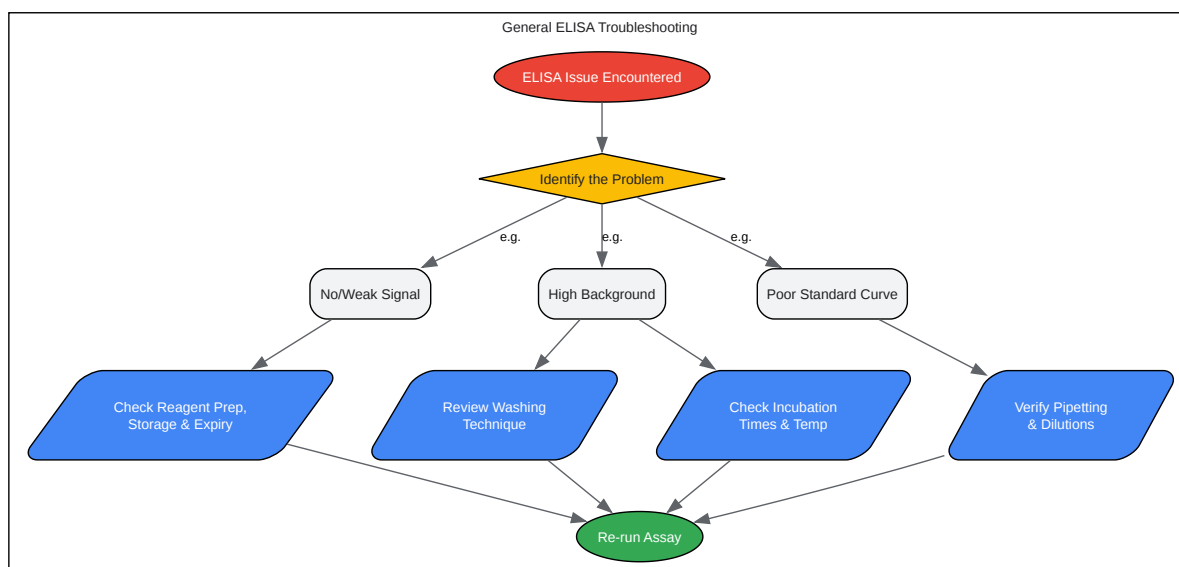 General ELISA Troubleshooting
ELISA Issue Encountered
Identify the Problem
e.g.
e.g.
e.g.
No/Weak Signal
High Background
Poor Standard Curve
Check Reagent Prep,
Storage & Expiry
Review Washing
Technique
Check Incubation
Times & Temp
Verify Pipetting
& Dilutions
Re-run Assay